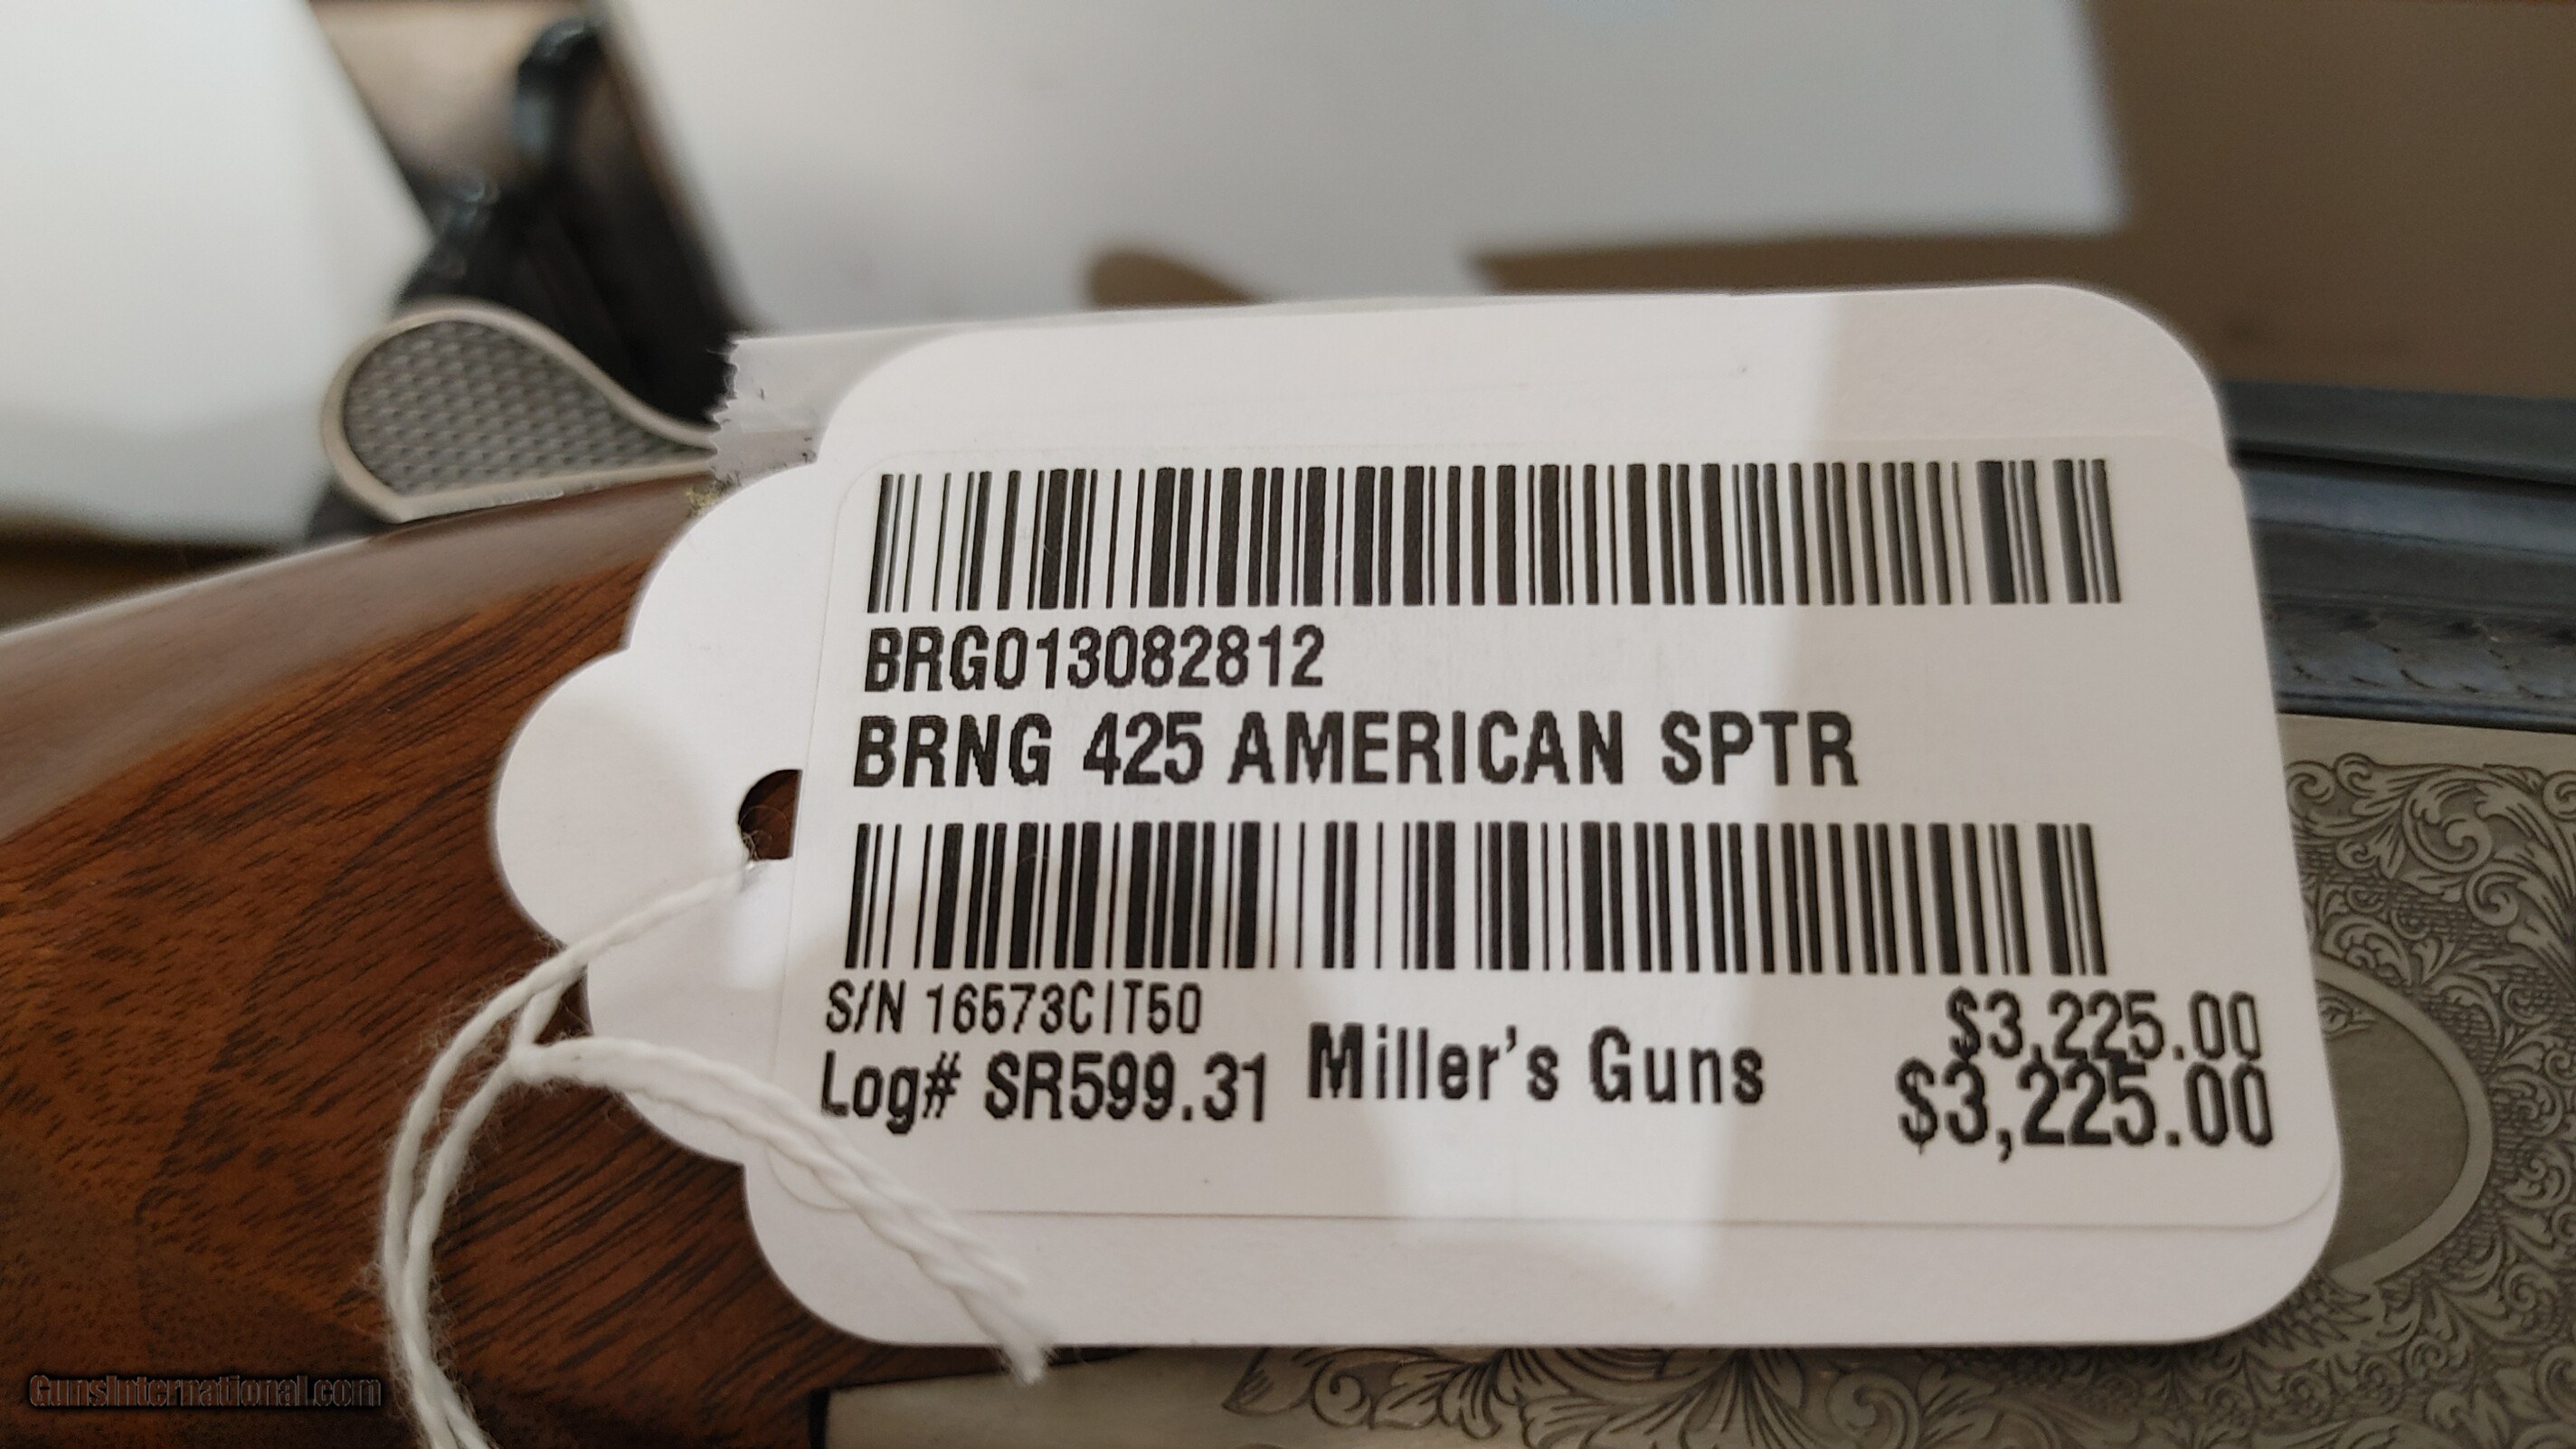 BRG013082812
BRNG 425 AMERICAN SPTR
S/N 16573CIT50
Log# SR599.31
Miller's Guns
$3,225.00
$3,225.00
GunsInternational.com